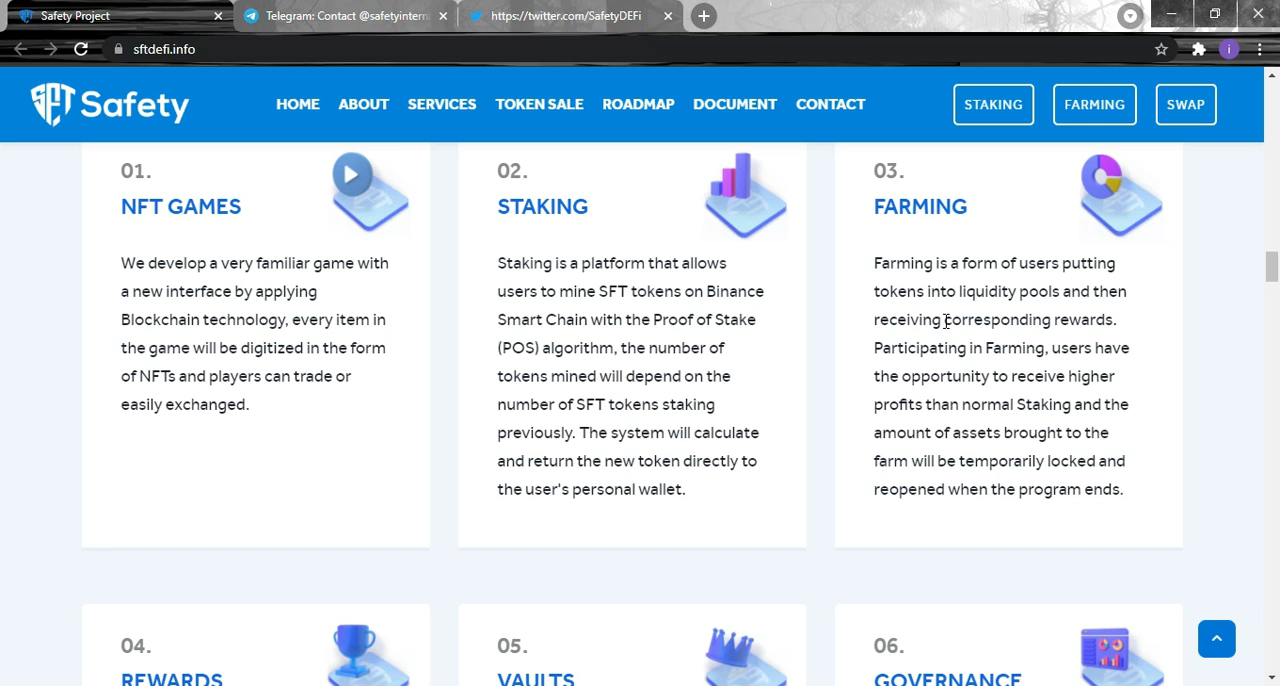 Safety Project
Telegram: Contact @safetyintern
https://twitter.com/SafetyDEFi
sftdefi.info
i
SFT Safety
HOME ABOUT SERVICES TOKEN SALE ROADMAP DOCUMENT CONTACT
STAKING FARMING SWAP
01.
NFT GAMES
We develop a very familiar game with
a new interface by applying
Blockchain technology, every item in
the game will be digitized in the form
of NFTs and players can trade or
easily exchanged.
02.
STAKING
Staking is a platform that allows
users to mine SFT tokens on Binance
Smart Chain with the Proof of Stake
(POS) algorithm, the number of
tokens mined will depend on the
number of SFT tokens staking
previously. The system will calculate
and return the new token directly to
the user's personal wallet.
03.
FARMING
Farming is a form of users putting
tokens into liquidity pools and then
receiving corresponding rewards.
Participating in Farming, users have
the opportunity to receive higher
profits than normal Staking and the
amount of assets brought to the
farm will be temporarily locked and
reopened when the program ends.
04.
REWARDS
05.
VAULTS
06.
GOVERNANCE